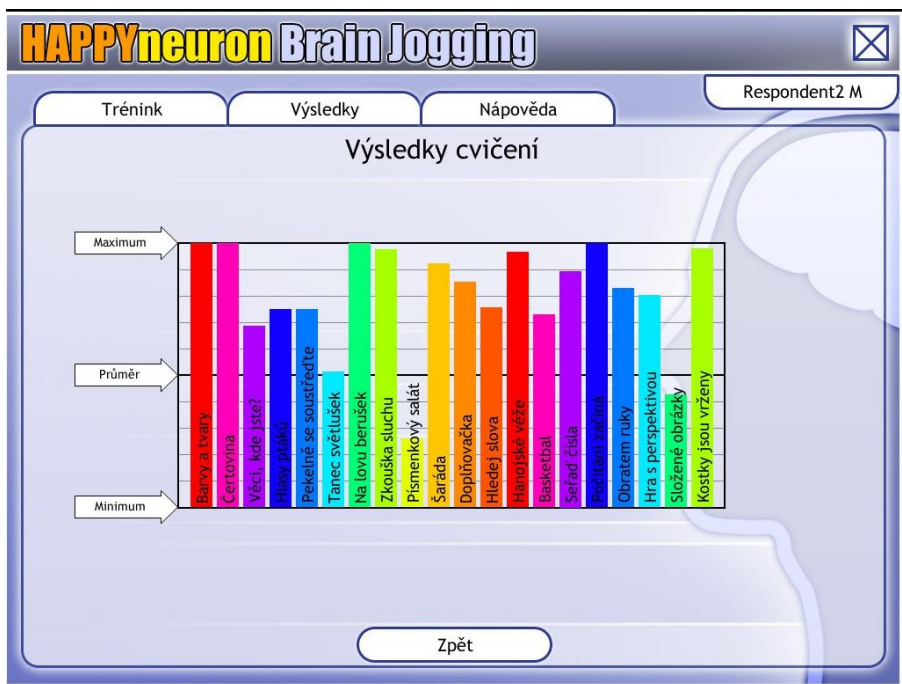 HAPPYneuron Brain Jogging
Respondent2 M
Trénink
Výsledky
Nápověda
Výsledky cvičení
Maximum
Průměr
Minimum
Barvy a tvary
Čertovina
Věci, kde jste?
Hlasy ptáků
Pekelně se soustřeďte
Tanec světlušek
Na lovu berušek
Zkouška sluchu
Písmenkový salát
Šaráda
Doplňovačka
Hledej slova
Hanojské věže
Basketbal
Seřaď čísla
Počítání začíná
Obratem ruky
Hra s perspektivou
Složené obrázky
Kostky jsou vrženy
Zpět